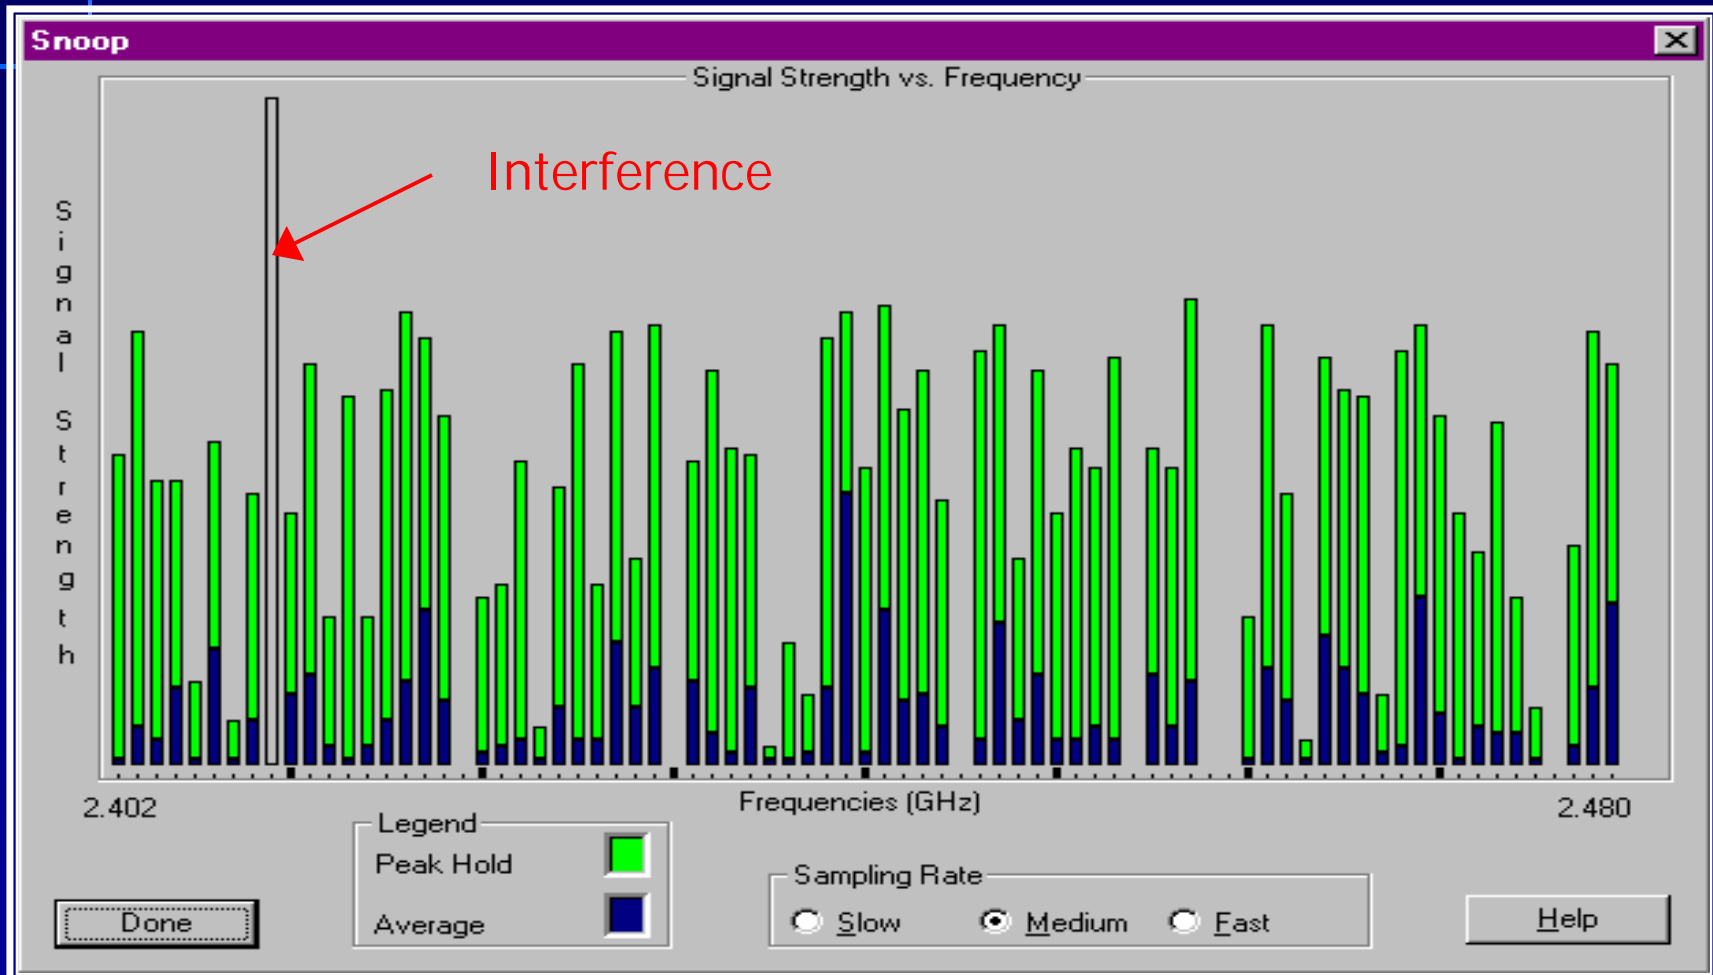 Snoop
Signal Strength vs. Frequency
Interference
Signal Strength
2.402
Frequencies (GHz)
2.480
Legend
Peak Hold
Average
Sampling Rate
Slow
Medium
Fast
Done
Help